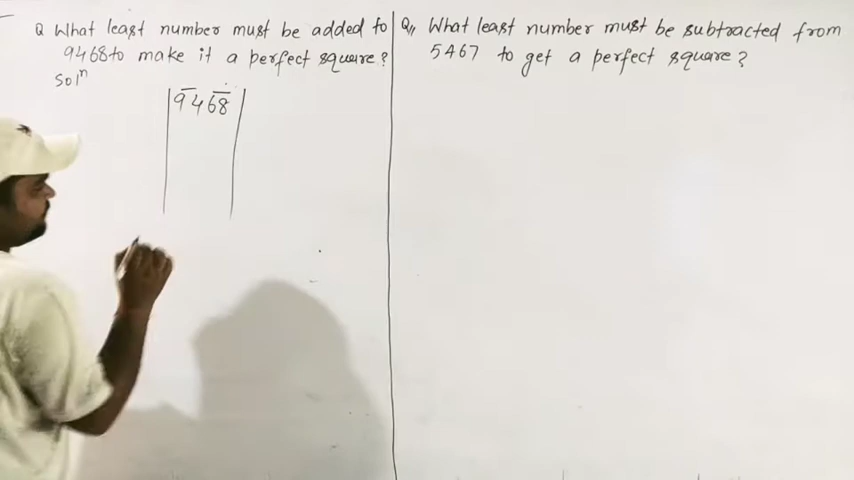 Q What least number must be added to
9468 to make it a perfect square?
Solⁿ
9468
Q,, What least number must be subtracted from
5467 to get a perfect square?